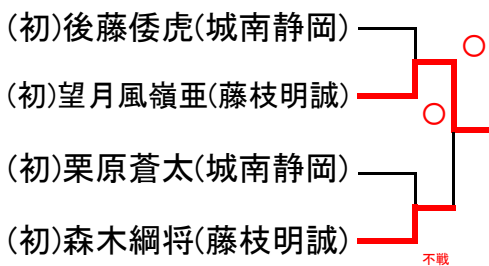 (初)後藤倭虎(城南静岡)
○
(初)望月風嶺亜(藤枝明誠)
○
(初)栗原蒼太(城南静岡)
(初)森木綱将(藤枝明誠)
不戦